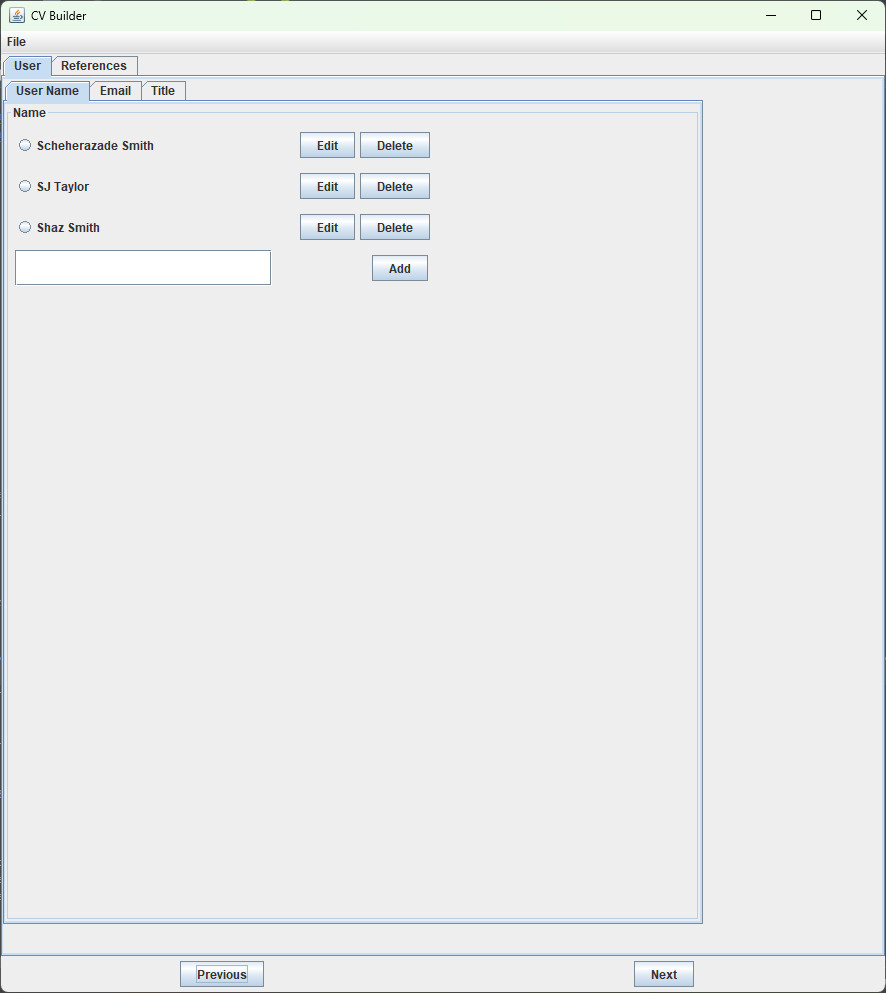 CV Builder
File
User References
User Name Email Title
Name
Scheherazade Smith Edit Delete
SJ Taylor Edit Delete
Shaz Smith Edit Delete
Add
Previous Next